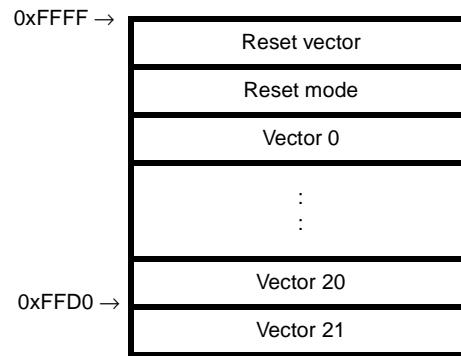 0xFFFF →
Reset vector
Reset mode
Vector 0
:
:
Vector 20
0xFFD0 →
Vector 21